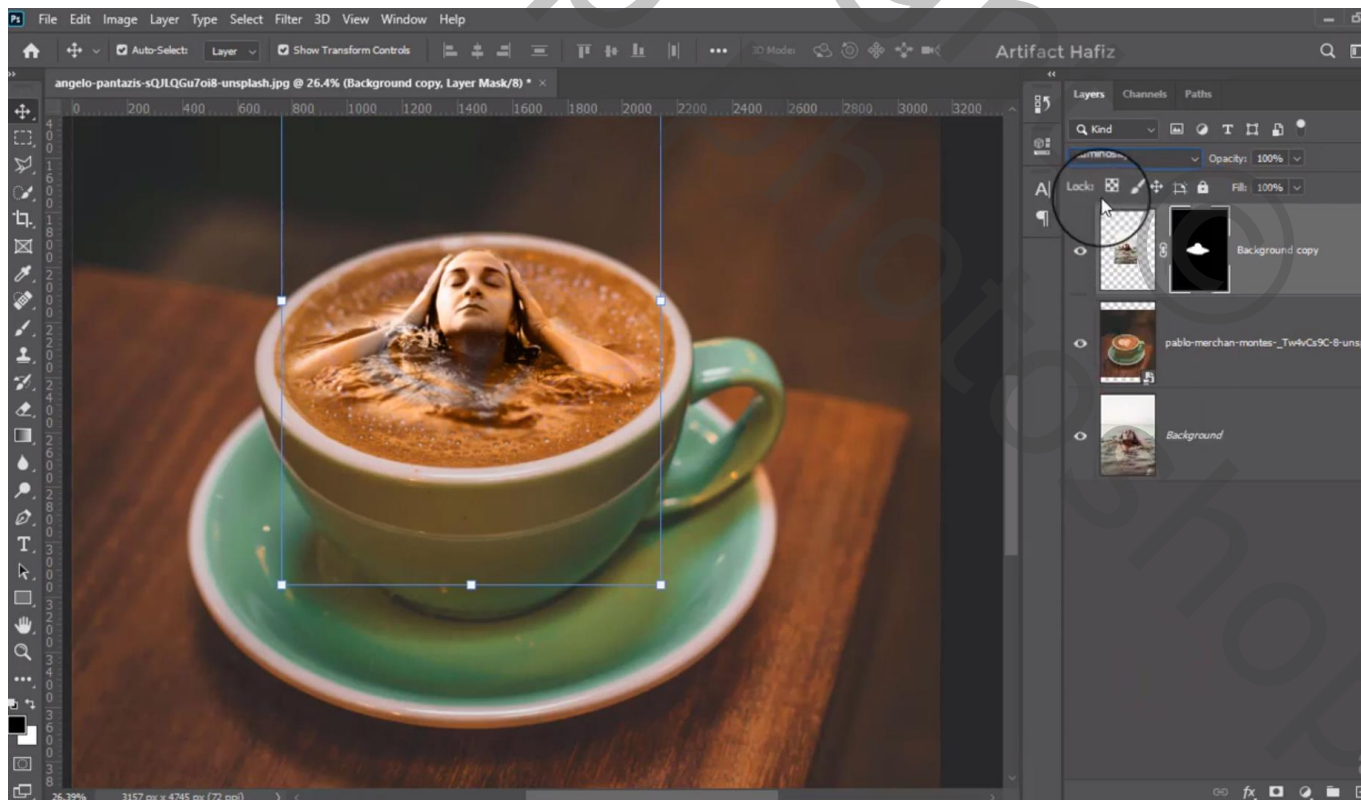 Ps File Edit Image Layer Type Select Filter 3D View Window Help
Auto-Select: Layer Show Transform Controls 3D Mode: Artifact Hafiz
angelo-pantazis-sQJLQGu7oi8-unsplash.jpg @ 26.4% (Background copy, Layer Mask/8) * ×
0 200 400 600 800 1000 1200 1400 1600 1800 2000 2200 2400 2600 2800 3000 3200
Layers Channels Paths
Kind
Opacity: 100%
Lock: Fill: 100%
Background copy
pablo-merchan-montes-_Tw4vCs9C-8-uns
Background
26.39% 3157 px x 4745 px (72 ppi)